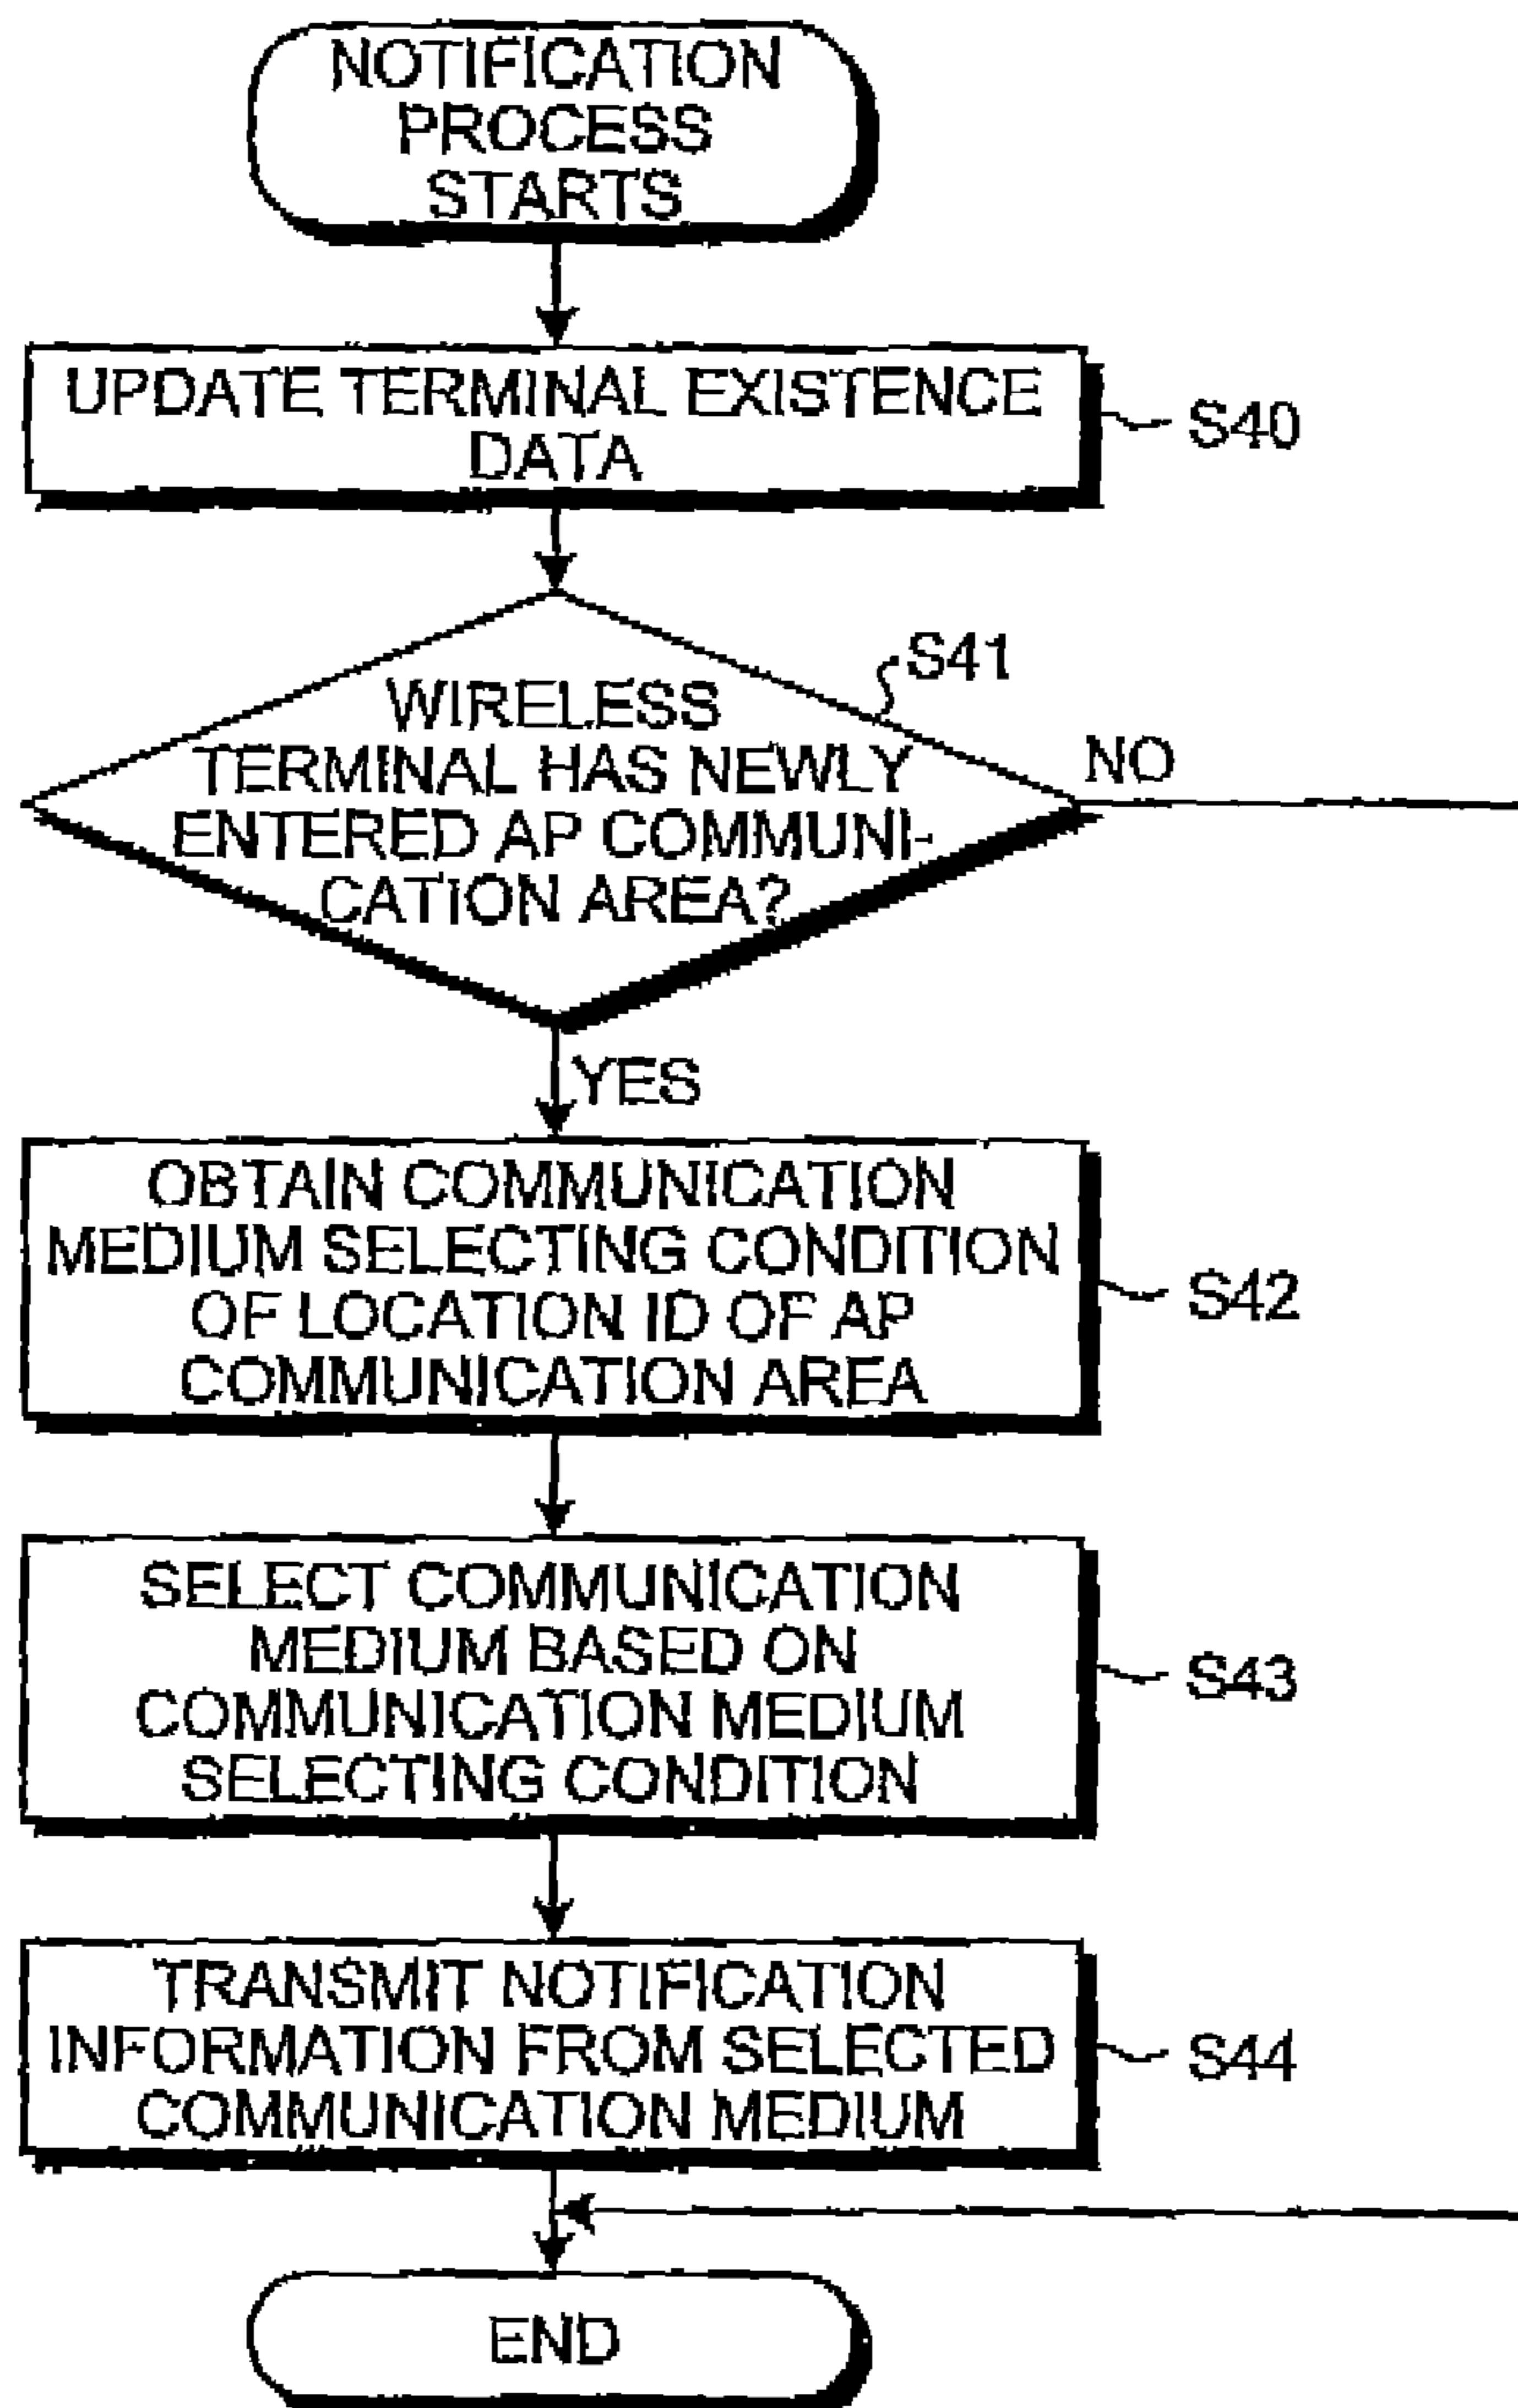 NOTIFICATION
PROCESS
STARTS
UPDATE TERMINAL EXISTENCE
DATA
S40
S41
WIRELESS
TERMINAL HAS NEWLY
ENTERED AP COMMUNI-
CATION AREA?
NO
YES
OBTAIN COMMUNICATION
MEDIUM SELECTING CONDITION
OF LOCATION ID OF AP
COMMUNICATION AREA
S42
SELECT COMMUNICATION
MEDIUM BASED ON
COMMUNICATION MEDIUM
SELECTING CONDITION
S43
TRANSMIT NOTIFICATION
INFORMATION FROM SELECTED
COMMUNICATION MEDIUM
S44
END